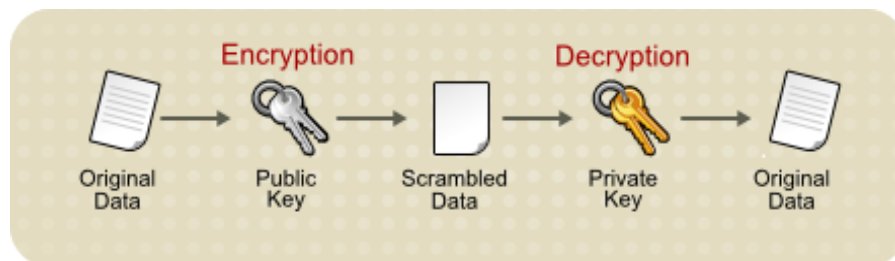 Encryption
Decryption
Original
Data
Public
Key
Scrambled
Data
Private
Key
Original
Data